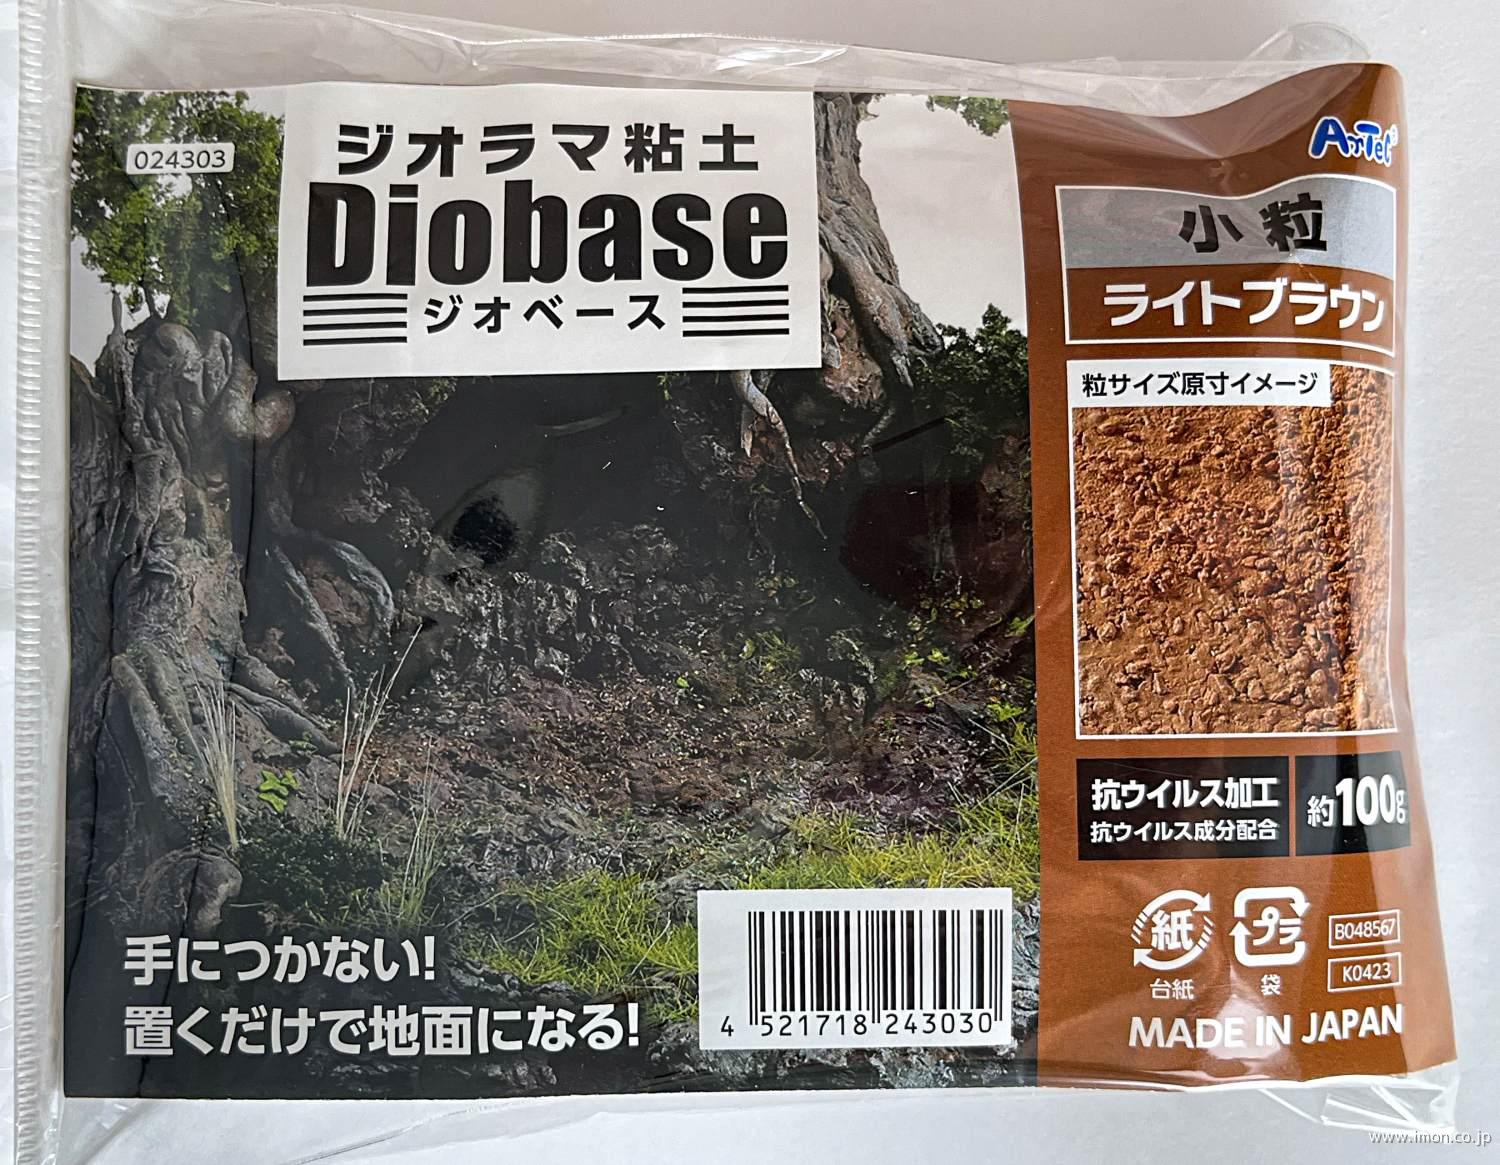 024303
ジオラマ粘土
Diobase
ジオベース
ArTeC®
小粒
ライトブラウン
粒サイズ原寸イメージ
抗ウイルス加工
抗ウイルス成分配合
約100g
手につかない!
置くだけで地面になる!
4 521718 243030
紙
台紙
プラ
袋
B048567
K0423
MADE IN JAPAN
www.imon.co.jp